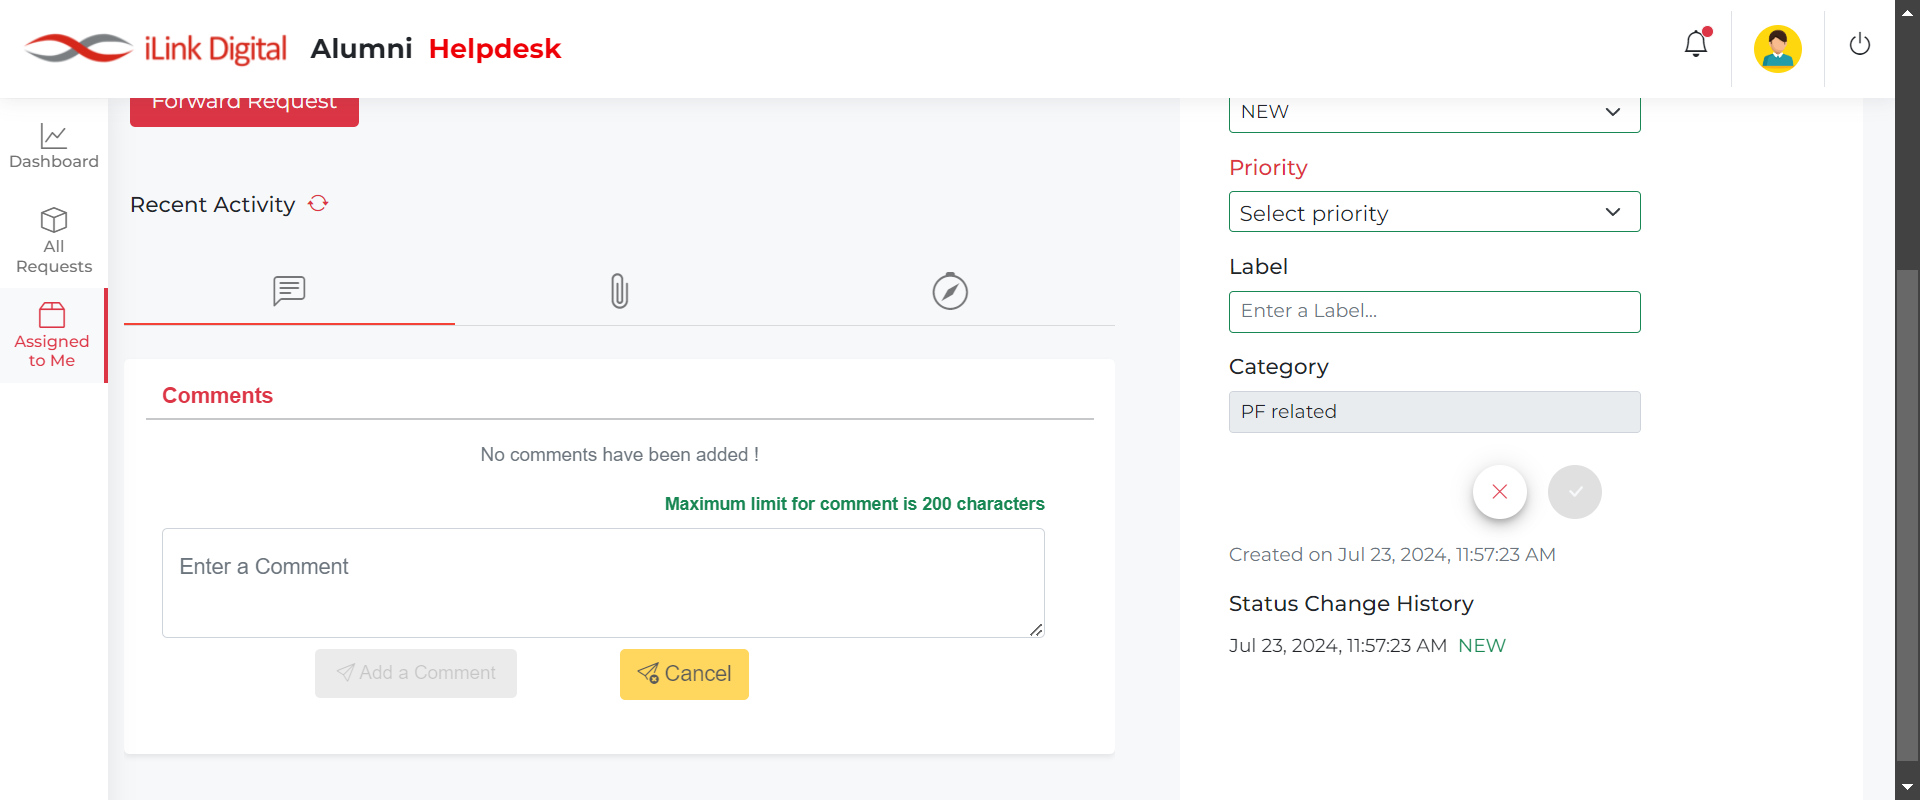 iLink Digital Alumni Helpdesk
Dashboard
All
Requests
Assigned
to Me
Forward Request
Recent Activity
Comments
No comments have been added !
Maximum limit for comment is 200 characters
Enter a Comment
Add a Comment
Cancel
NEW
Priority
Select priority
Label
Enter a Label...
Category
PF related
Created on Jul 23, 2024, 11:57:23 AM
Status Change History
Jul 23, 2024, 11:57:23 AM NEW